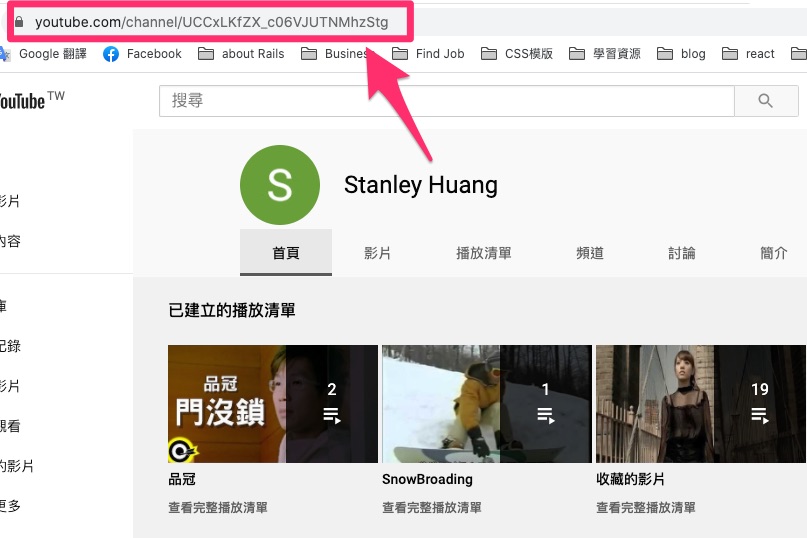 youtube.com/channel/UCCxLKfZX_c06VJUTNMhzStg
Google 翻譯 Facebook about Rails Busine Find Job CSS模版 學習資源 blog react
YouTube TW
搜尋
影片
內容
庫
記錄
影片
觀看
的影片
更多
S
Stanley Huang
首頁 影片 播放清單 頻道 討論 簡介
已建立的播放清單
品冠
門沒鎖
2
1
19
品冠 SnowBroading 收藏的影片
查看完整播放清單 查看完整播放清單 查看完整播放清單